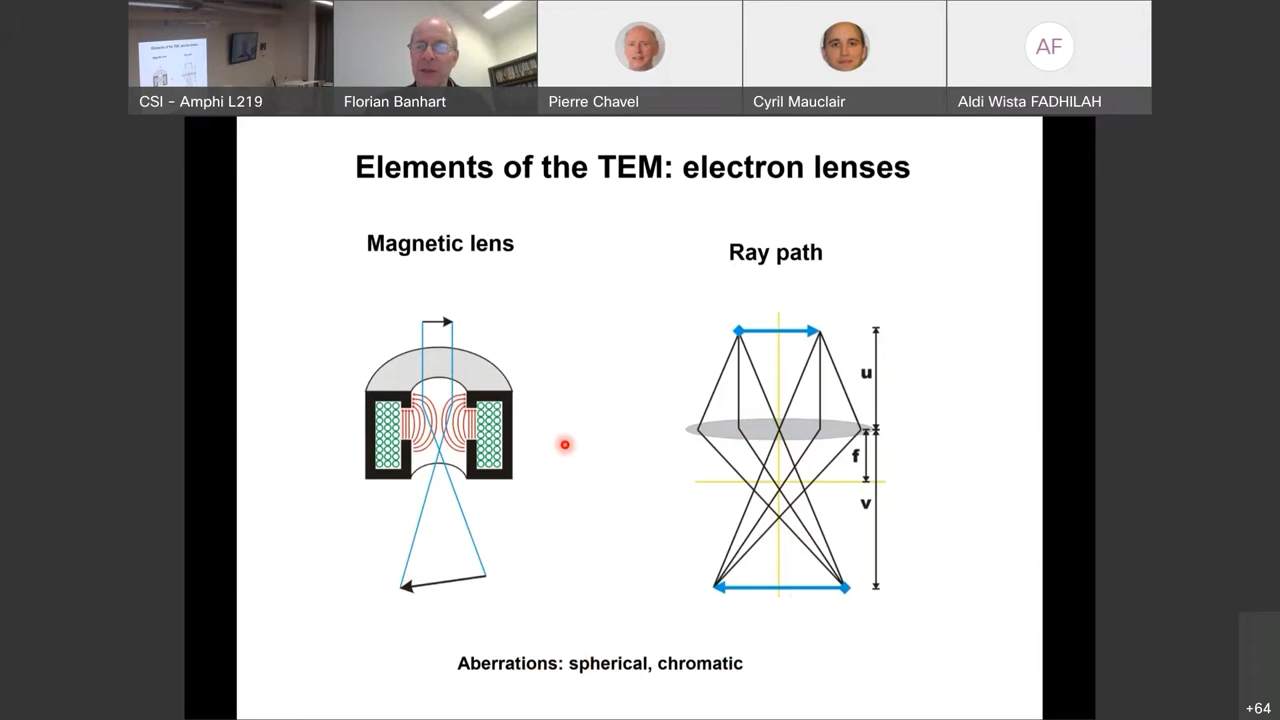 CSI - Amphi L219
Florian Banhart
Pierre Chavel
Cyril Mauclair
AF
Aldi Wista FADHILAH
Elements of the TEM: electron lenses
Magnetic lens
Ray path
u
f
v
Aberrations: spherical, chromatic
+64